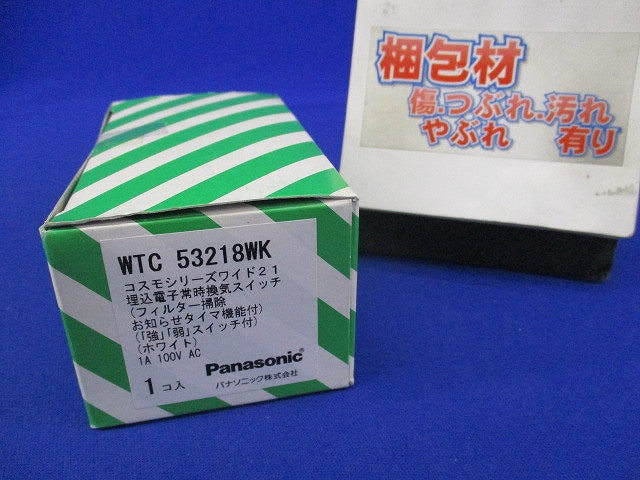 梱包材
傷.つぶれ.汚れ
やぶれ 有り
WTC 53218WK
コスモシリーズワイド21
埋込電子常時換気スイッチ
(フィルター掃除
お知らせタイマ機能付)
(「強」「弱」スイッチ付)
(ホワイト)
1A 100V AC
Panasonic®
1コ入
パナソニック株式会社